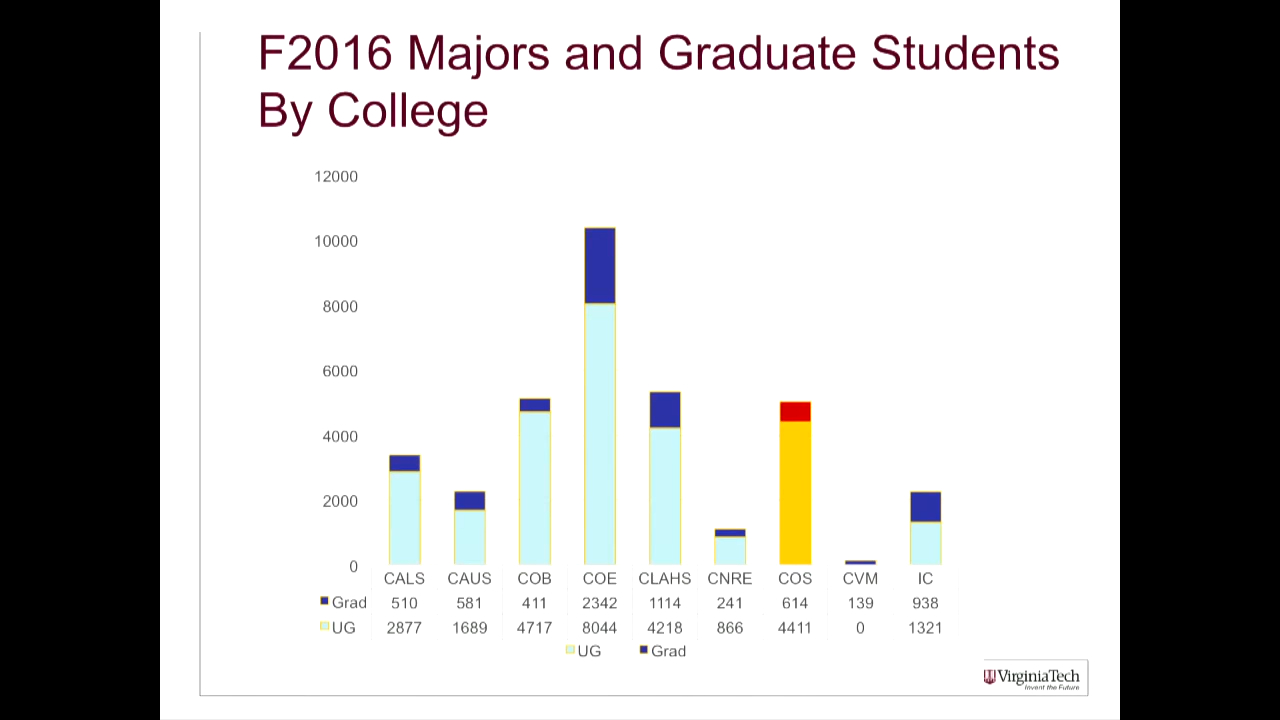 F2016 Majors and Graduate Students
By College
12000
10000
8000
6000
4000
2000
0
CALS CAUS COB COE CLAHS CNRE COS CVM IC
Grad 510 581 411 2342 1114 241 614 139 938
UG 2877 1689 4717 8044 4218 866 4411 0 1321
UG Grad
VirginiaTech
Invent the Future